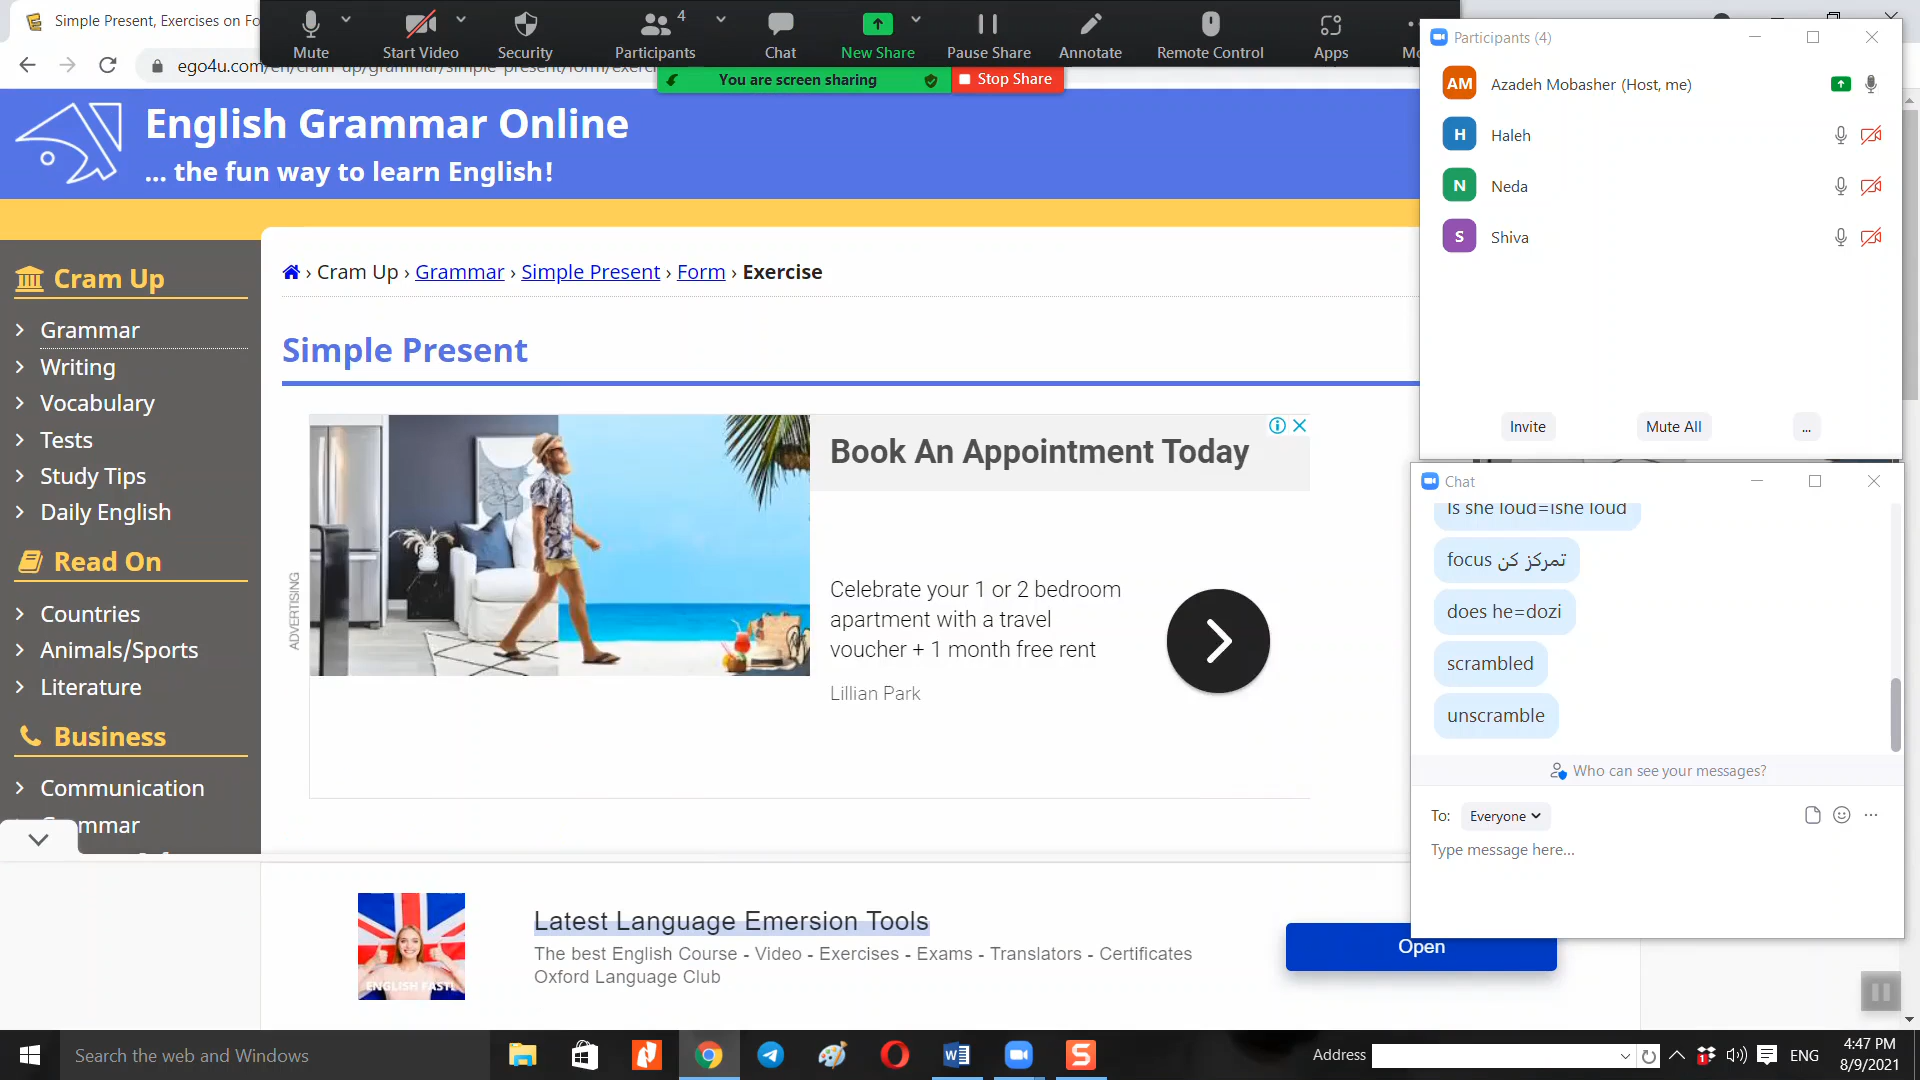 Simple Present, Exercises on Fo
Mute
Start Video
Security
4
Participants
Chat
New Share
Pause Share
Annotate
Remote Control
Apps
You are screen sharing
Stop Share
English Grammar Online
... the fun way to learn English!
Cram Up
Grammar
Writing
Vocabulary
Tests
Study Tips
Daily English
Read On
Countries
Animals/Sports
Literature
Business
Communication
› Cram Up › Grammar › Simple Present › Form › Exercise
Simple Present
ADVERTISING
Book An Appointment Today
Celebrate your 1 or 2 bedroom
apartment with a travel
voucher + 1 month free rent
Lillian Park
ENGLISH FAST!
Latest Language Emersion Tools
The best English Course - Video - Exercises - Exams - Translators - Certificates
Oxford Language Club
Open
Participants (4)
AM Azadeh Mobasher (Host, me)
H Haleh
N Neda
S Shiva
Invite
Mute All
...
Chat
Is she loud=ishe loud
focus تمرکز کن
does he=dozi
scrambled
unscramble
Who can see your messages?
To: Everyone
Type message here...
Search the web and Windows
Address
ENG
4:47 PM
8/9/2021